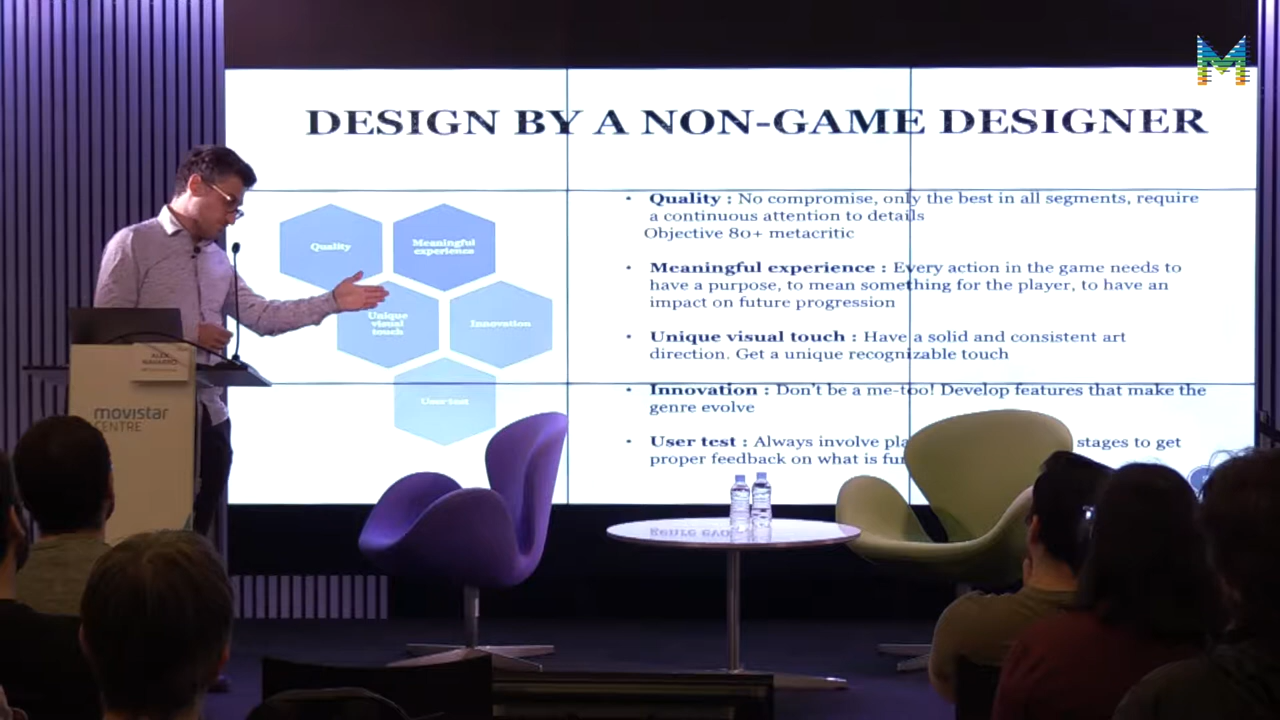 M
DESIGN BY A NON-GAME DESIGNER
Quality
Meaningful
experience
Unique
visual
touch
Innovation
User test
• Quality : No compromise, only the best in all segments, require
a continuous attention to details
Objective 80+ metacritic
• Meaningful experience : Every action in the game needs to
have a purpose, to mean something for the player, to have an
impact on future progression
• Unique visual touch : Have a solid and consistent art
direction. Get a unique recognizable touch
• Innovation : Don't be a me-too! Develop features that make the
genre evolve
• User test : Always involve stages to get
proper feedback on what is
ALEX
NAVARRO
movistar
CENTRE